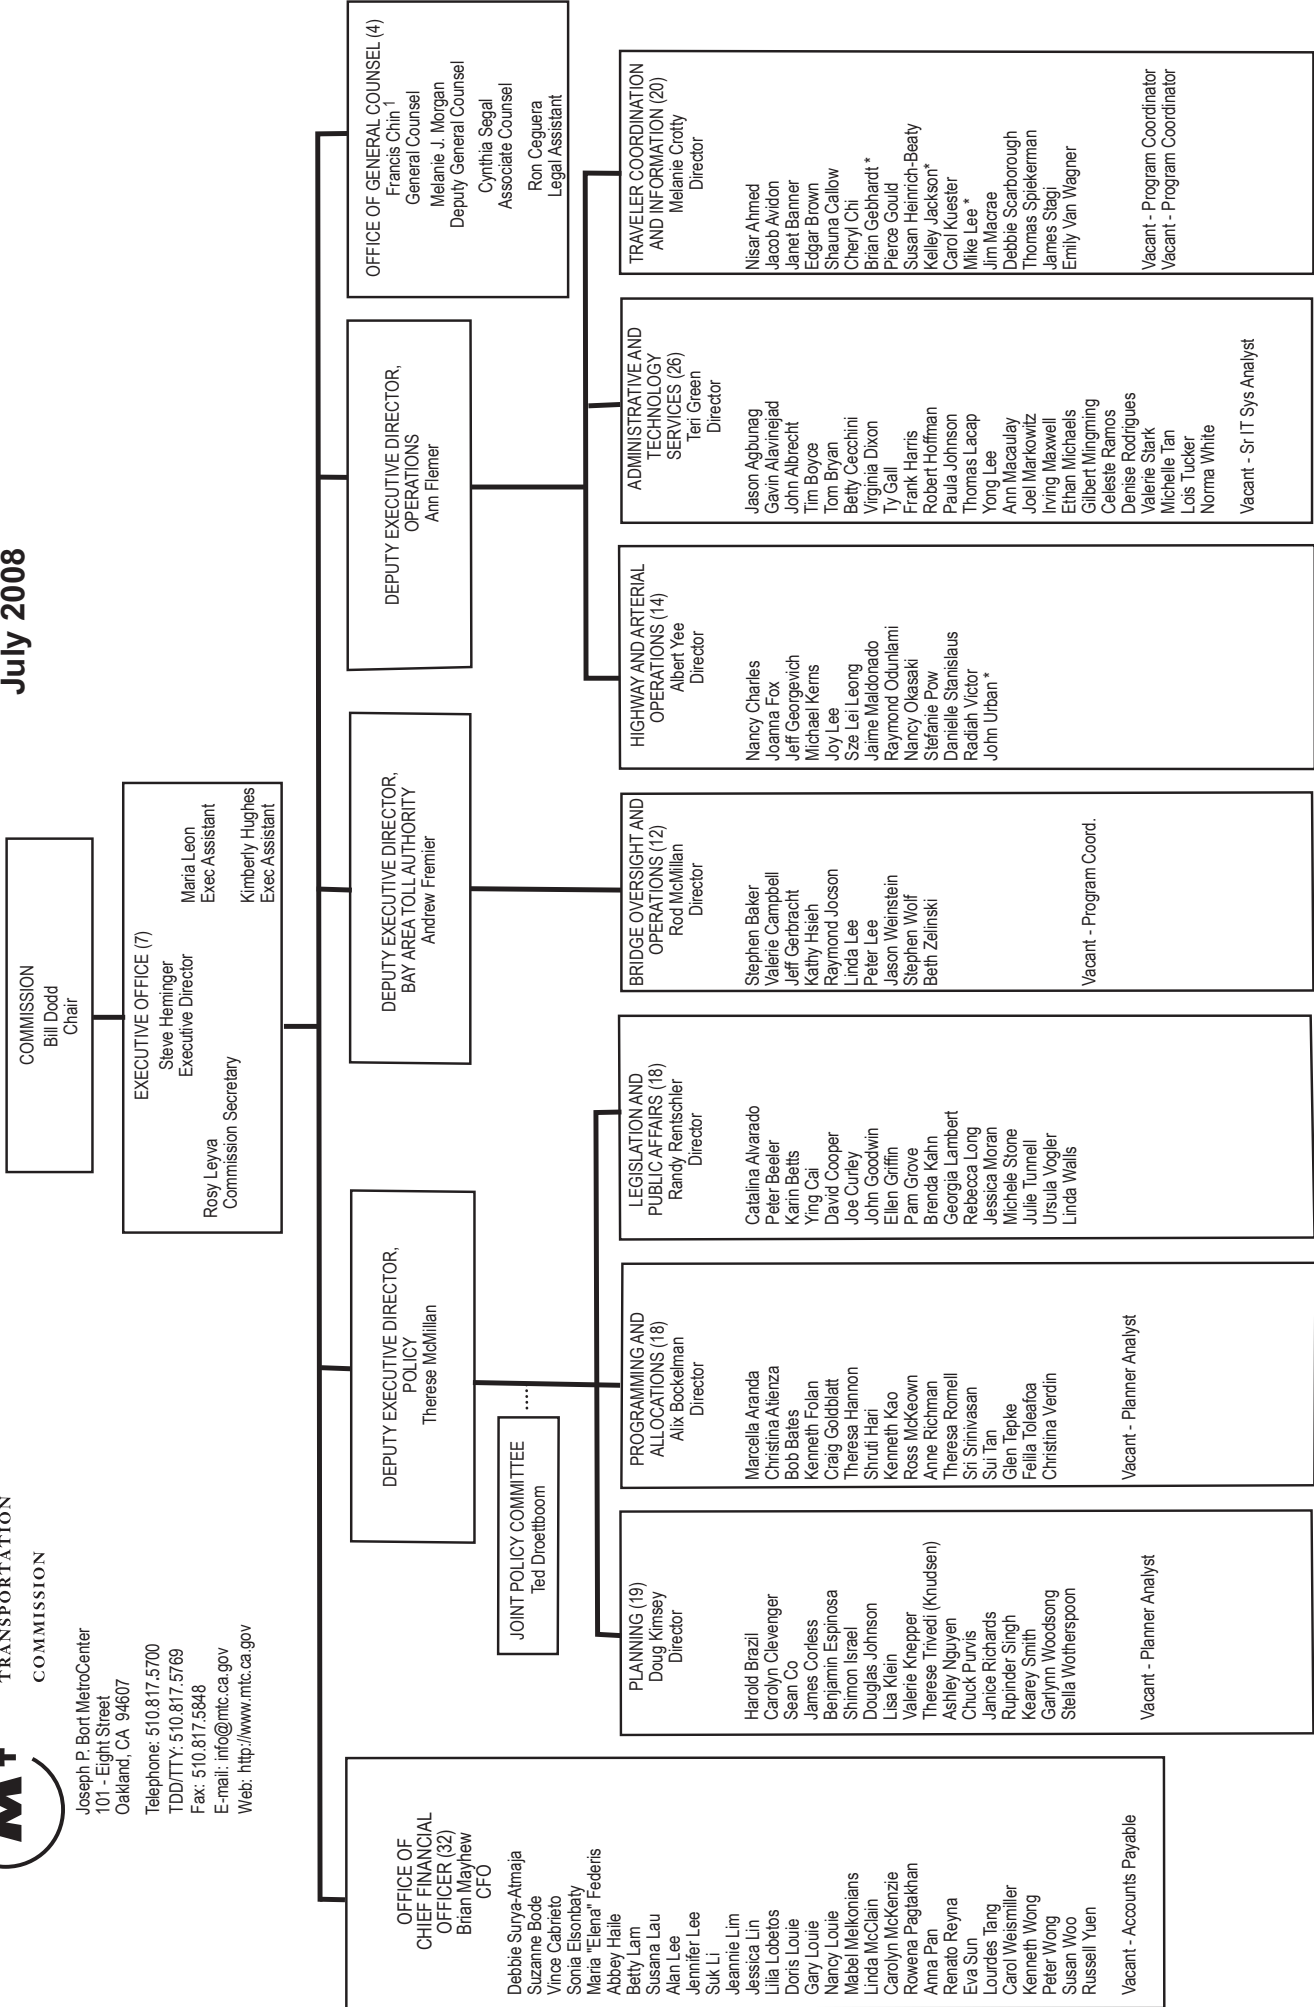 July 2008
TRANSPORTATION
COMMISSION
Joseph P. Bort MetroCenter
101 - Eight Street
Oakland, CA 94607
Telephone: 510.817.5700
TDD/TTY: 510.817.5769
Fax: 510.817.5848
E-mail: info@mtc.ca.gov
Web: http://www.mtc.ca.gov
COMMISSION
Bill Dodd
Chair
EXECUTIVE OFFICE (7)
Steve Heminger
Executive Director
Rosy Leyva
Commission Secretary
Maria Leon
Exec Assistant
Kimberly Hughes
Exec Assistant
OFFICE OF
CHIEF FINANCIAL
OFFICER (32)
Brian Mayhew
CFO
Debbie Surya-Atmaja
Suzanne Bode
Vince Cabrieto
Sonia Elsonbaty
Maria "Elena" Federis
Abbey Haile
Betty Lam
Susana Lau
Alan Lee
Jennifer Lee
Suk Li
Jeannie Lim
Jessica Lin
Lilia Lobetos
Doris Louie
Gary Louie
Nancy Louie
Mabel Melkonians
Linda McClain
Carolyn McKenzie
Rowena Pagtakhan
Anna Pan
Renato Reyna
Eva Sun
Lourdes Tang
Carol Weismiller
Kenneth Wong
Peter Wong
Susan Woo
Russell Yuen
Vacant - Accounts Payable
DEPUTY EXECUTIVE DIRECTOR,
POLICY
Therese McMillan
JOINT POLICY COMMITTEE
Ted Droettboom
PLANNING (19)
Doug Kimsey
Director
Harold Brazil
Carolyn Clevenger
Sean Co
James Corless
Benjamin Espinosa
Shimon Israel
Douglas Johnson
Lisa Klein
Valerie Knepper
Therese Trivedi (Knudsen)
Ashley Nguyen
Chuck Purvis
Janice Richards
Rupinder Singh
Kearey Smith
Garlynn Woodsong
Stella Wotherspoon
Vacant - Planner Analyst
PROGRAMMING AND
ALLOCATIONS (18)
Alix Bockelman
Director
Marcella Aranda
Christina Atienza
Bob Bates
Kenneth Folan
Craig Goldblatt
Theresa Hannon
Shruti Hari
Kenneth Kao
Ross McKeown
Anne Richman
Theresa Romell
Sri Srinivasan
Sui Tan
Glen Tepke
Felila Toleafoa
Christina Verdin
Vacant - Planner Analyst
LEGISLATION AND
PUBLIC AFFAIRS (18)
Randy Rentschler
Director
Catalina Alvarado
Peter Beeler
Karin Betts
Ying Cai
David Cooper
Joe Curley
John Goodwin
Ellen Griffin
Pam Grove
Brenda Kahn
Georgia Lambert
Rebecca Long
Jessica Moran
Michele Stone
Julie Tunnell
Ursula Vogler
Linda Walls
DEPUTY EXECUTIVE DIRECTOR,
BAY AREA TOLL AUTHORITY
Andrew Fremier
BRIDGE OVERSIGHT AND
OPERATIONS (12)
Rod McMillan
Director
Stephen Baker
Valerie Campbell
Jeff Gerbracht
Kathy Hsieh
Raymond Jocson
Linda Lee
Peter Lee
Jason Weinstein
Stephen Wolf
Beth Zelinski
Vacant - Program Coord.
DEPUTY EXECUTIVE DIRECTOR,
OPERATIONS
Ann Flemer
HIGHWAY AND ARTERIAL
OPERATIONS (14)
Albert Yee
Director
Nancy Charles
Joanna Fox
Jeff Georgevich
Michael Kerns
Joy Lee
Sze Lei Leong
Jaime Maldonado
Raymond Odunlami
Nancy Okasaki
Stefanie Pow
Danielle Stanislaus
Radiah Victor
John Urban *
ADMINISTRATIVE AND
TECHNOLOGY
SERVICES (26)
Teri Green
Director
Jason Agbunag
Gavin Alavinejad
John Albrecht
Tim Boyce
Tom Bryan
Betty Cecchini
Virginia Dixon
Ty Gall
Frank Harris
Robert Hoffman
Paula Johnson
Thomas Lacap
Yong Lee
Ann Macaulay
Joel Markowitz
Irving Maxwell
Ethan Michaels
Gilbert Mingming
Celeste Ramos
Denise Rodrigues
Valerie Stark
Michelle Tan
Lois Tucker
Norma White
Vacant - Sr IT Sys Analyst
TRAVELER COORDINATION
AND INFORMATION (20)
Melanie Crotty
Director
Nisar Ahmed
Jacob Avidon
Janet Banner
Edgar Brown
Shauna Callow
Cheryl Chi
Brian Gebhardt *
Pierce Gould
Susan Heinrich-Beaty
Kelley Jackson*
Carol Kuester
Mike Lee *
Jim Macrae
Debbie Scarborough
Thomas Spiekerman
James Stagi
Emily Van Wagner
Vacant - Program Coordinator
Vacant - Program Coordinator
OFFICE OF GENERAL COUNSEL (4)
Francis Chin 1
General Counsel
Melanie J. Morgan
Deputy General Counsel
Cynthia Segal
Associate Counsel
Ron Ceguera
Legal Assistant